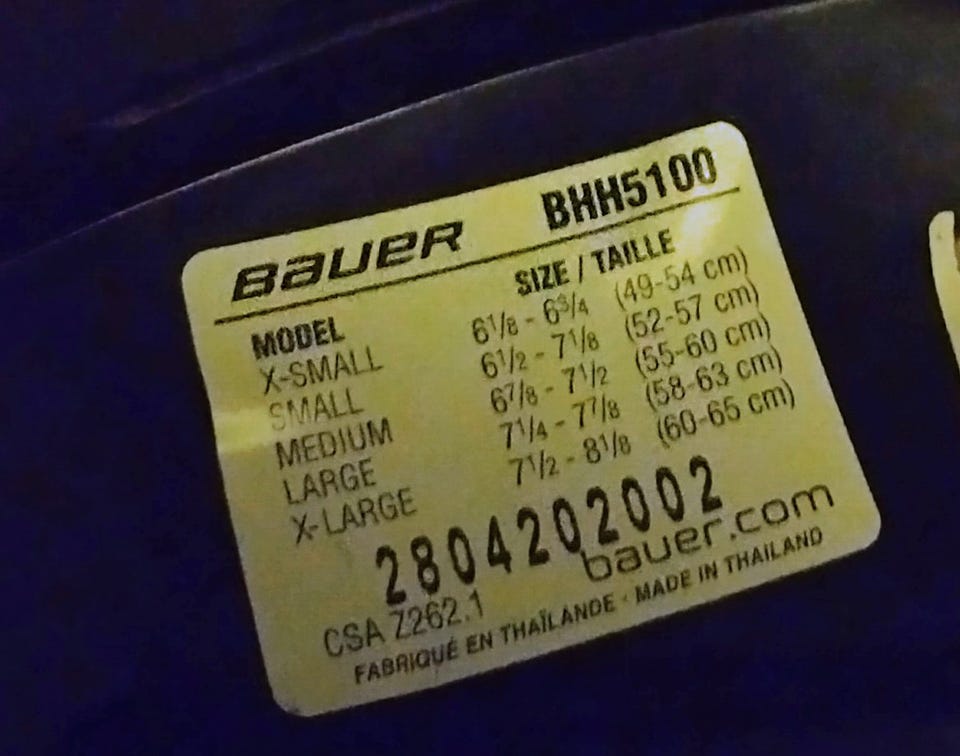 BAUER BHH5100
MODEL SIZE / TAILLE
X-SMALL 6 1/8 - 6 3/4 (49-54 cm)
SMALL 6 1/2 - 7 1/8 (52-57 cm)
MEDIUM 6 7/8 - 7 1/2 (55-60 cm)
LARGE 7 1/4 - 7 7/8 (58-63 cm)
X-LARGE 7 1/2 - 8 1/8 (60-65 cm)
2804202002
bauer.com
CSA Z262.1
FABRIQUÉ EN THAÏLANDE - MADE IN THAILAND